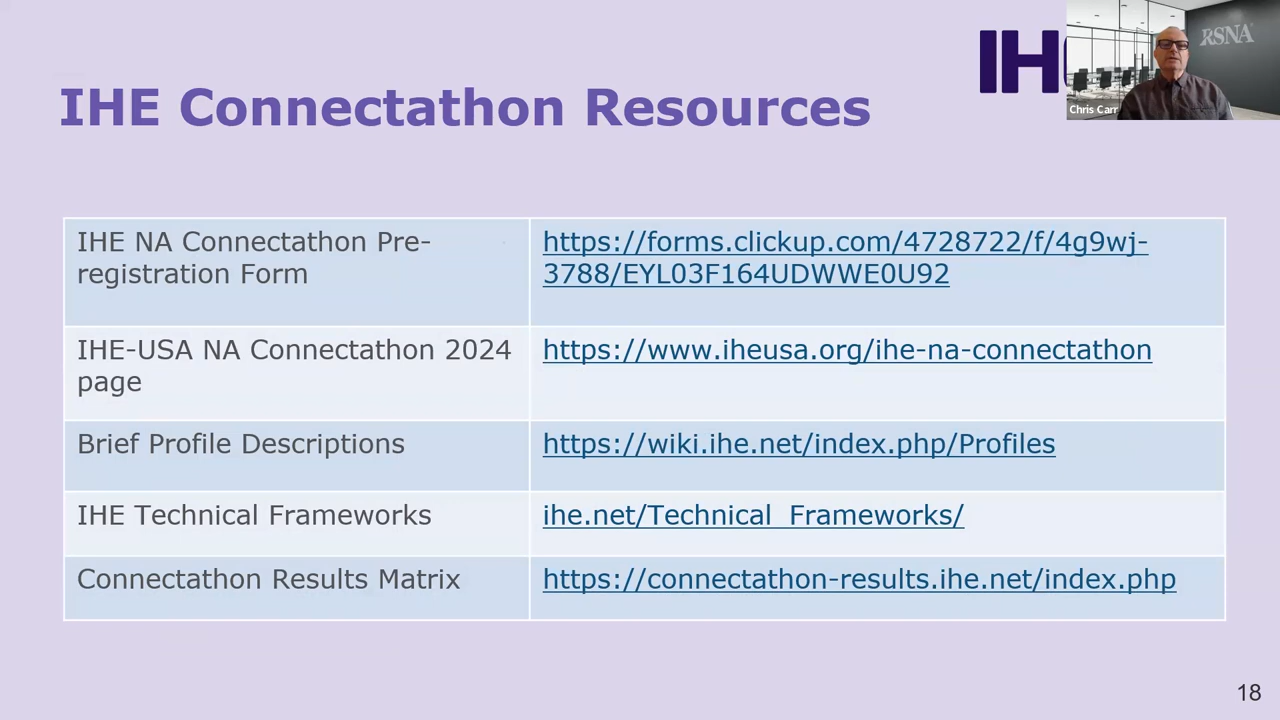 IH
RSNA
Chris Carr
IHE Connectathon Resources
IHE NA Connectathon Pre-
registration Form
https://forms.clickup.com/4728722/f/4g9wj-
3788/EYL03F164UDWWE0U92
IHE-USA NA Connectathon 2024
page
https://www.iheusa.org/ihe-na-connectathon
Brief Profile Descriptions
https://wiki.ihe.net/index.php/Profiles
IHE Technical Frameworks
ihe.net/Technical_Frameworks/
Connectathon Results Matrix
https://connectathon-results.ihe.net/index.php
18